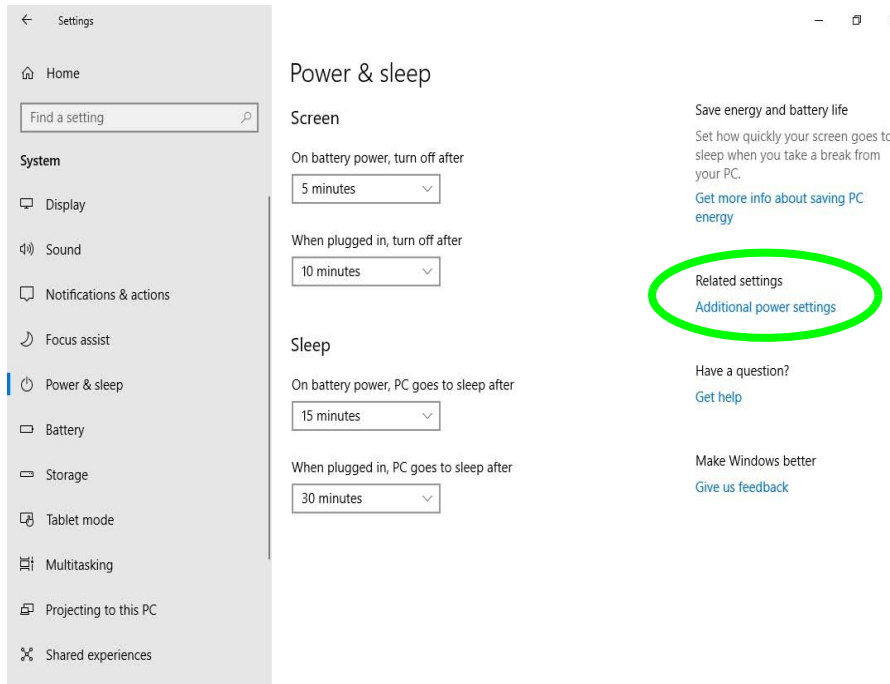 Settings
Home
Find a setting
System
Display
Sound
Notifications & actions
Focus assist
Power & sleep
Battery
Storage
Tablet mode
Multitasking
Projecting to this PC
Shared experiences
Power & sleep
Screen
On battery power, turn off after
5 minutes
When plugged in, turn off after
10 minutes
Sleep
On battery power, PC goes to sleep after
15 minutes
When plugged in, PC goes to sleep after
30 minutes
Save energy and battery life
Set how quickly your screen goes to
sleep when you take a break from
your PC.
Get more info about saving PC
energy
Related settings
Additional power settings
Have a question?
Get help
Make Windows better
Give us feedback